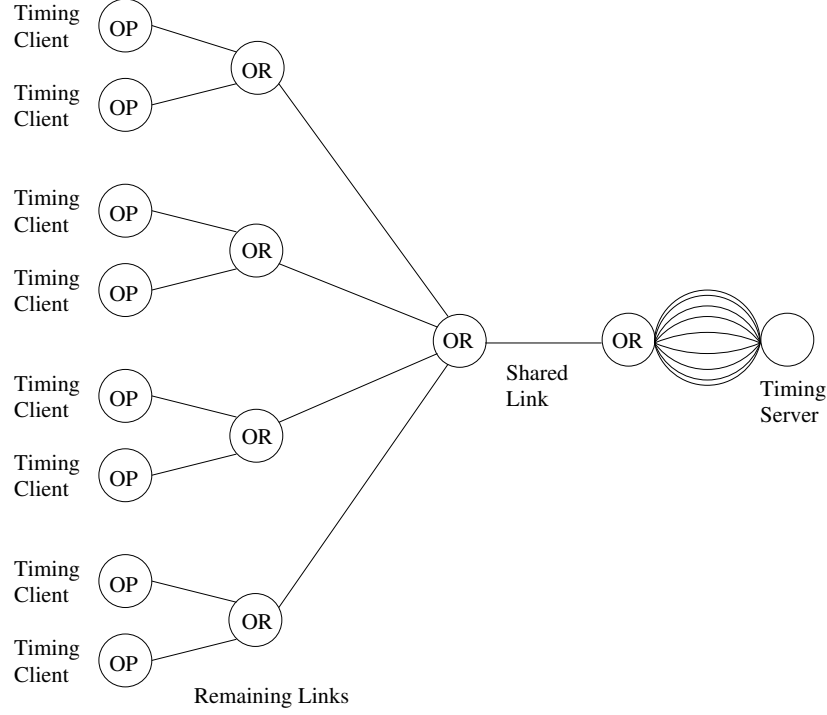 Timing
Client
OP
OR
Timing
Client
OP
Timing
Client
OP
OR
Timing
Client
OP
OR
Shared
Link
OR
Timing
Server
Timing
Client
OP
OR
Timing
Client
OP
Timing
Client
OP
OR
Timing
Client
OP
Remaining Links